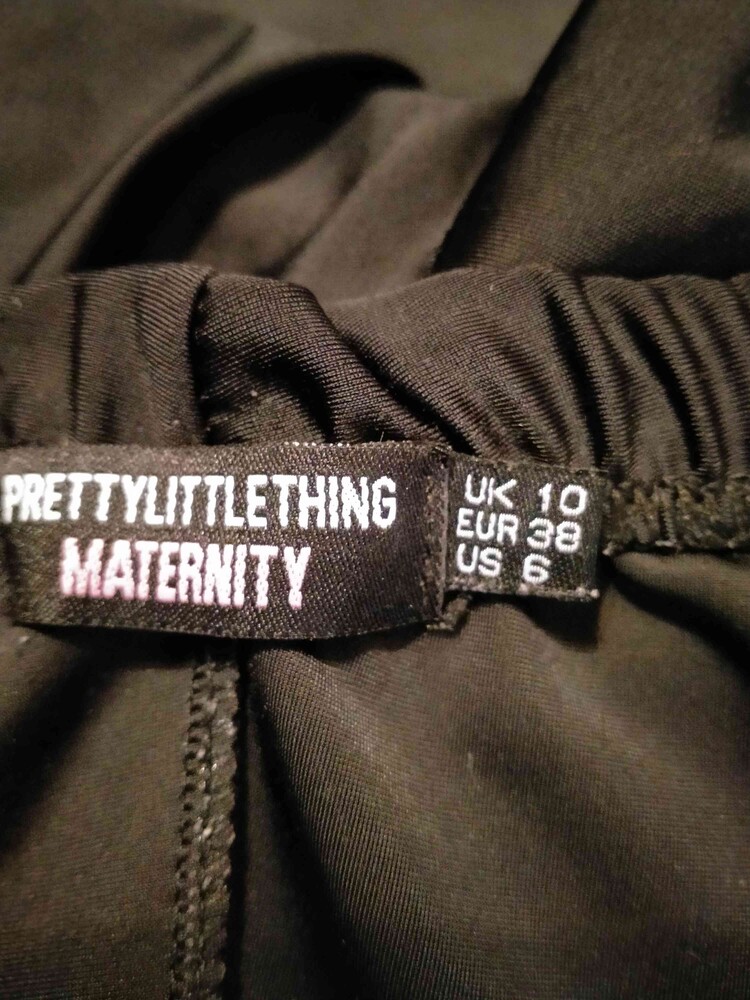 PRETTYLITTLETHING
MATERNITY
UK 10
EUR 38
US 6